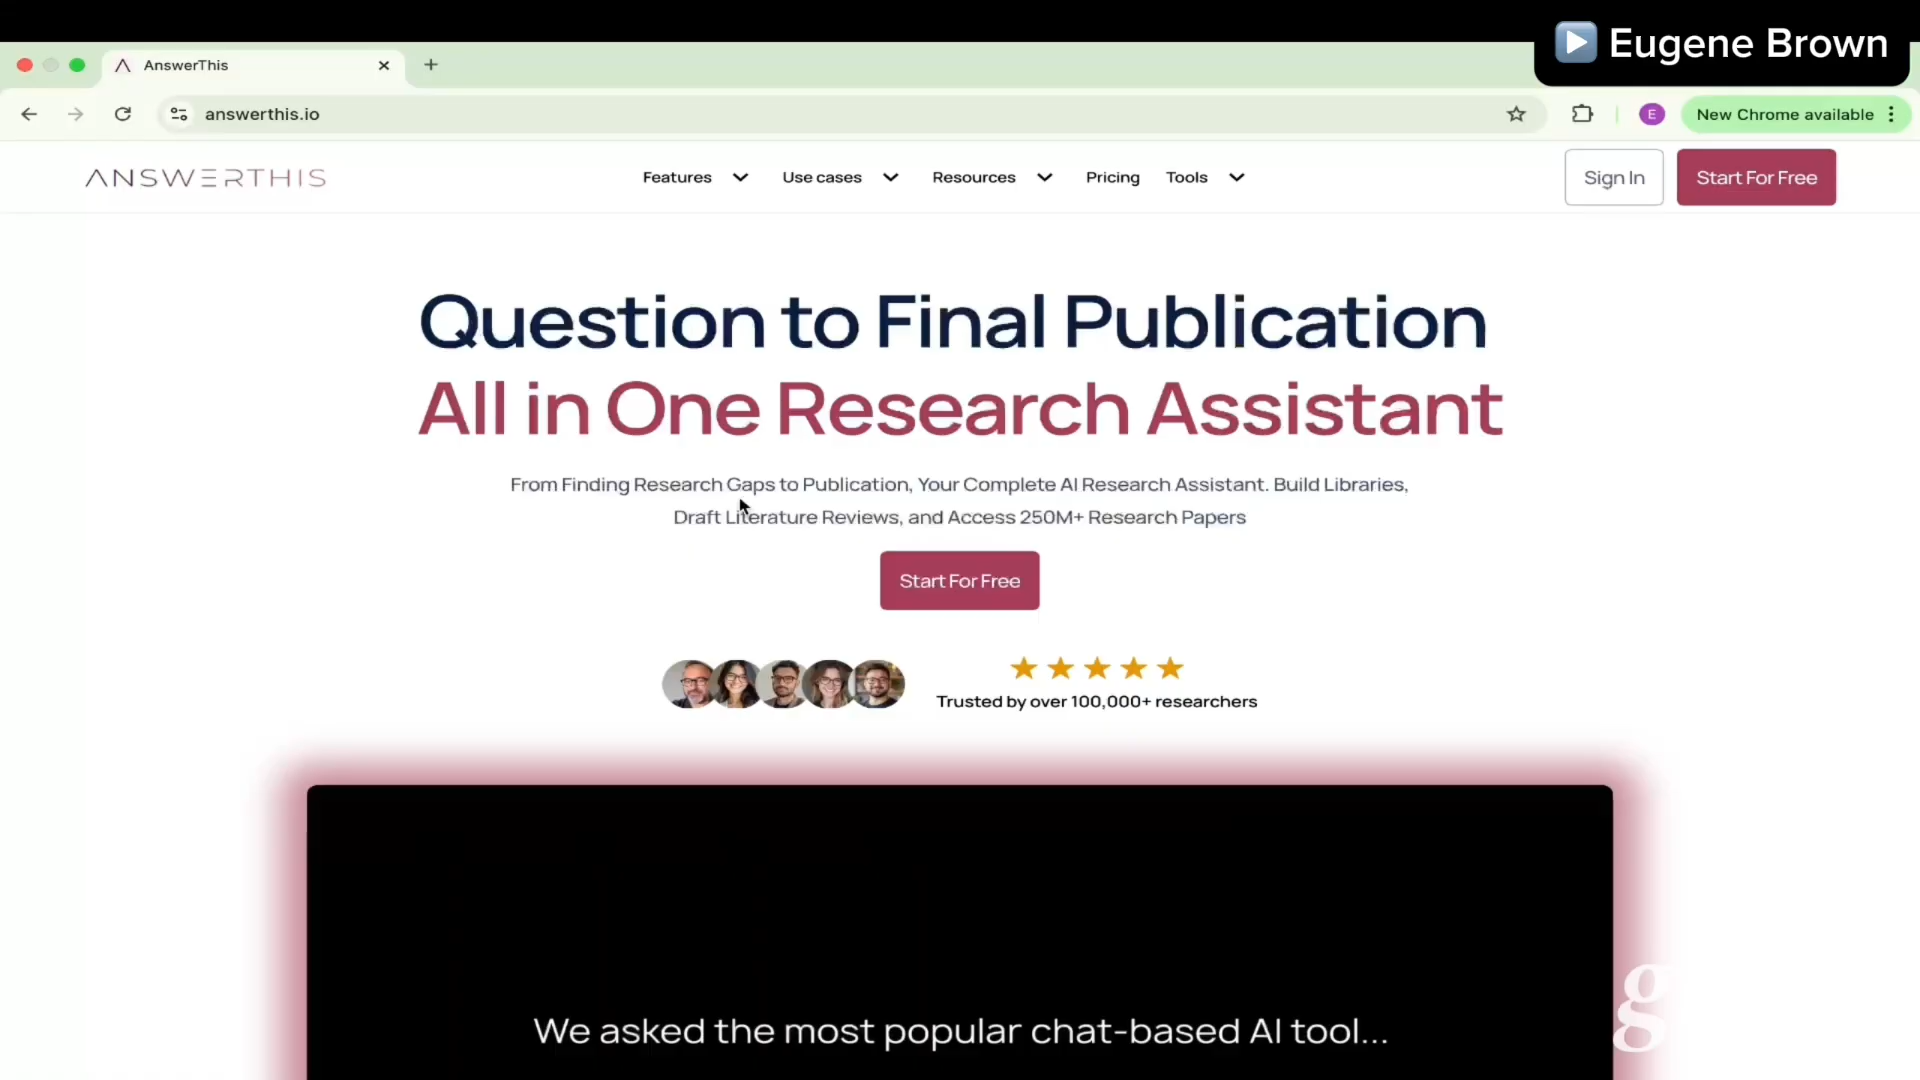 Eugene Brown
AnswerThis
answerthis.io
E
New Chrome available
ANSWERTHIS
Features
Use cases
Resources
Pricing
Tools
Sign In
Start For Free
Question to Final Publication
All in One Research Assistant
From Finding Research Gaps to Publication, Your Complete AI Research Assistant. Build Libraries,
Draft Literature Reviews, and Access 250M+ Research Papers
Start For Free
Trusted by over 100,000+ researchers
We asked the most popular chat-based AI tool...
g